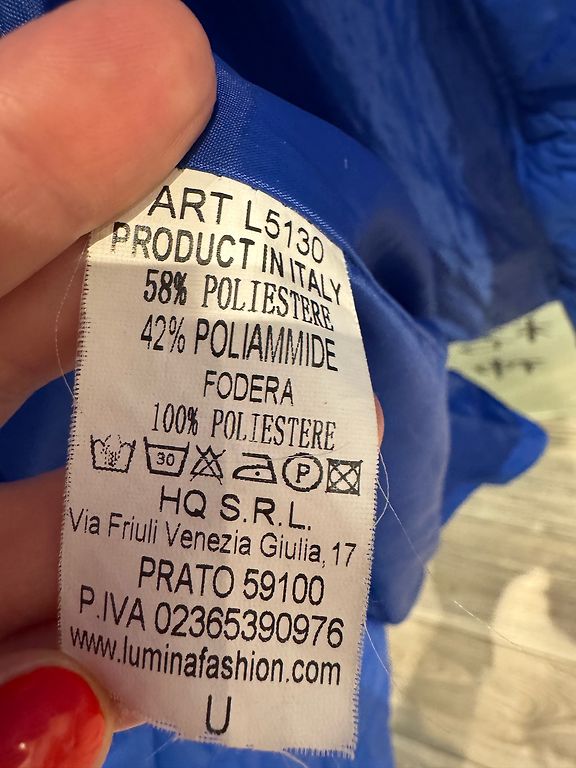 ART L5130
PRODUCT IN ITALY
58% POLIESTERE
42% POLIAMMIDE
FODERA
100% POLIESTERE
30 P
HQ S.R.L.
Via Friuli Venezia Giulia, 17
PRATO 59100
P.IVA 02365390976
www.luminafashion.com
U